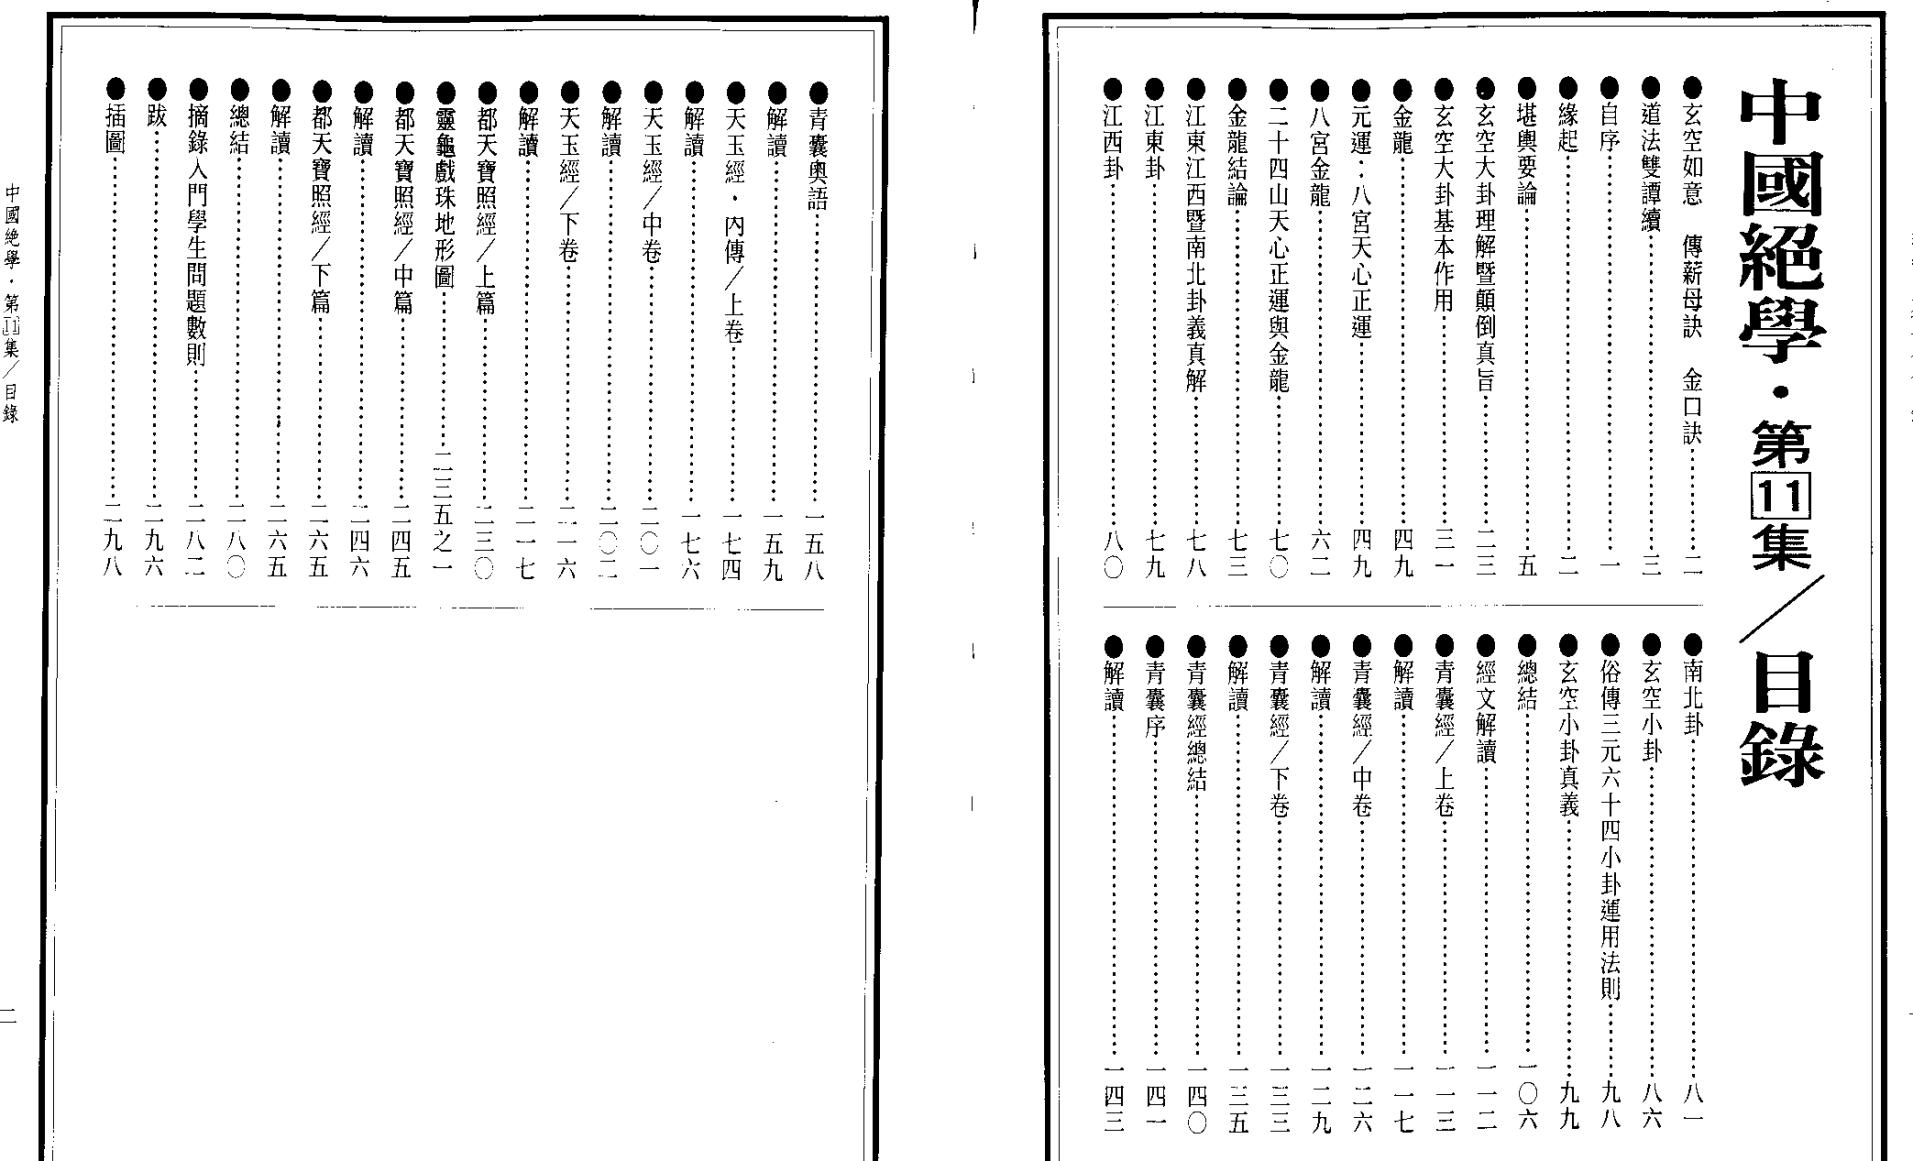 中國絕學・第11集／目錄
●玄空如意　傳薪母訣　金口訣……二
●道法雙譚續……三
●自序……一
●緣起……二
●堪輿要論……五
●玄空大卦理解暨顛倒真旨……二三
●玄空大卦基本作用……三一
●金龍……四九
●元運・八宮天心正運……四九
●八宮金龍……六二
●二十四山天心正運與金龍……七〇
●金龍結論……七三
●江東江西暨南北卦義真解……七八
●江東卦……七九
●江西卦……八〇
●南北卦……八一
●玄空小卦……八六
●俗傳三元六十四小卦運用法則……九八
●玄空小卦真義……九九
●總結……一〇六
●經文解讀……一一二
●青囊經／上卷……一一三
●解讀……一一七
●青囊經／中卷……一二六
●解讀……一二九
●青囊經／下卷……一三三
●解讀……一三五
●青囊經總結……一四〇
●青囊序……一四一
●解讀……一四三
●青囊奧語……一五八
●解讀……一五九
●天玉經・內傳／上卷……一七四
●解讀……一七六
●天玉經／中卷……二〇一
●解讀……二〇二
●天玉經／下卷……二一六
●解讀……二一七
●都天寶照經／上篇……二三〇
●靈龜戲珠地形圖……二三五之一
●都天寶照經／中篇……二四五
●解讀……二四六
●都天寶照經／下篇……二六五
●解讀……二六五
●總結……二八〇
●摘錄入門學生問題數則……二八二
●跋……二九六
●插圖……二九八
中國絕學・第11集／目錄
二